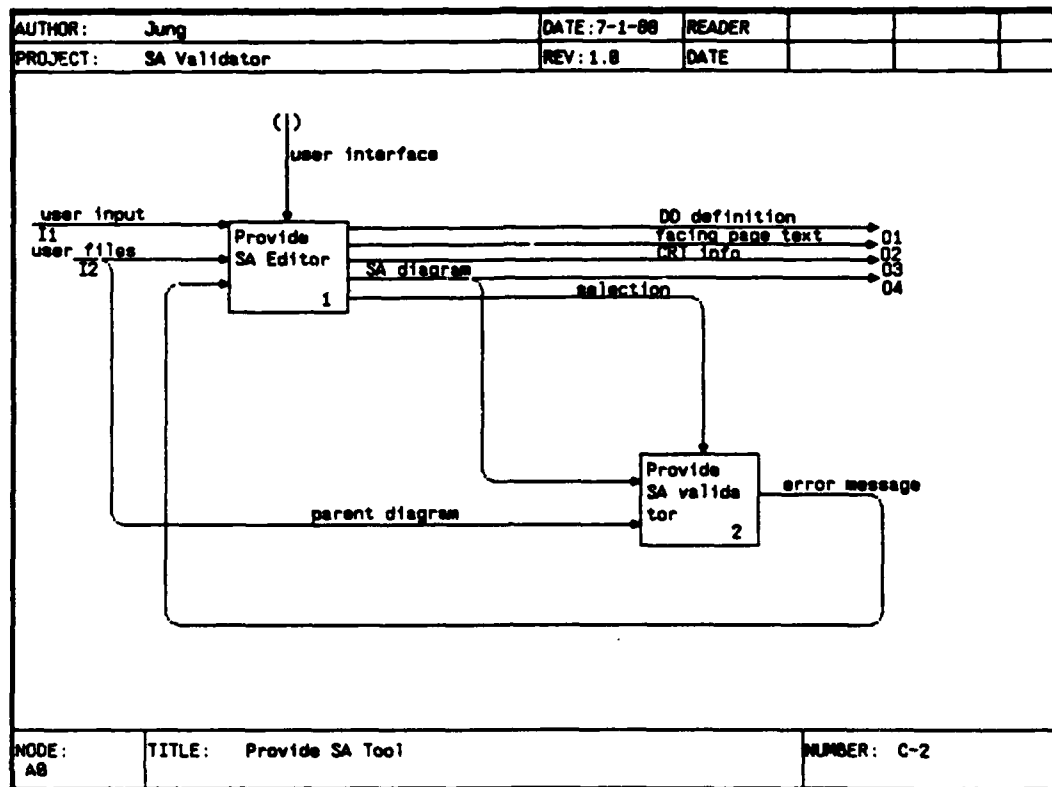 AUTHOR: Jung DATE:7-1-88 READER
PROJECT: SA Validator REV:1.0 DATE
()
user interface
user input
I1
user files
I2
Provide
SA Editor
1
DD definition
O1
facing page text
O2
CRT info
O3
SA diagram
O4
selection
Provide
SA valida
tor
2
error message
parent diagram
NODE: TITLE: Provide SA Tool NUMBER: C-2
A0